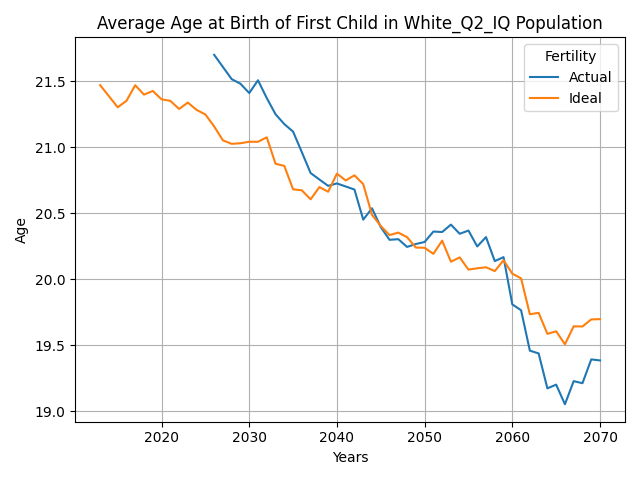 Average Age at Birth of First Child in White_Q2_IQ Population
Fertility
Actual
Ideal
Age
21.5
21.0
20.5
20.0
19.5
19.0
2020
2030
2040
2050
2060
2070
Years